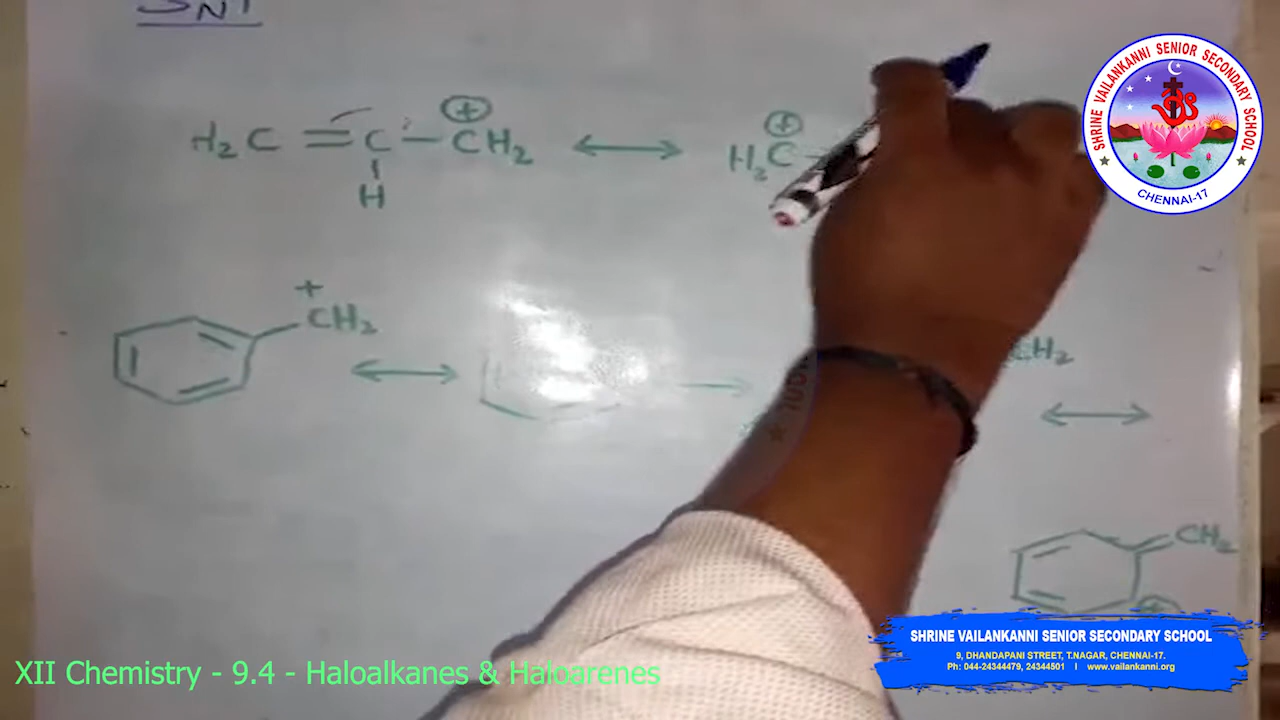 SN1
H2C = C – CH2 ⟷ H2C
⊕ ⊕
H
+
CH2 ⟷ CH2 ⟷
CH2
⊕
SHRINE VAILANKANNI SENIOR SECONDARY SCHOOL
CHENNAI-17
SHRINE VAILANKANNI SENIOR SECONDARY SCHOOL
9, DHANDAPANI STREET, T.NAGAR, CHENNAI-17.
Ph: 044-24344479, 24344501 I www.vailankanni.org
XII Chemistry - 9.4 - Haloalkanes & Haloarenes